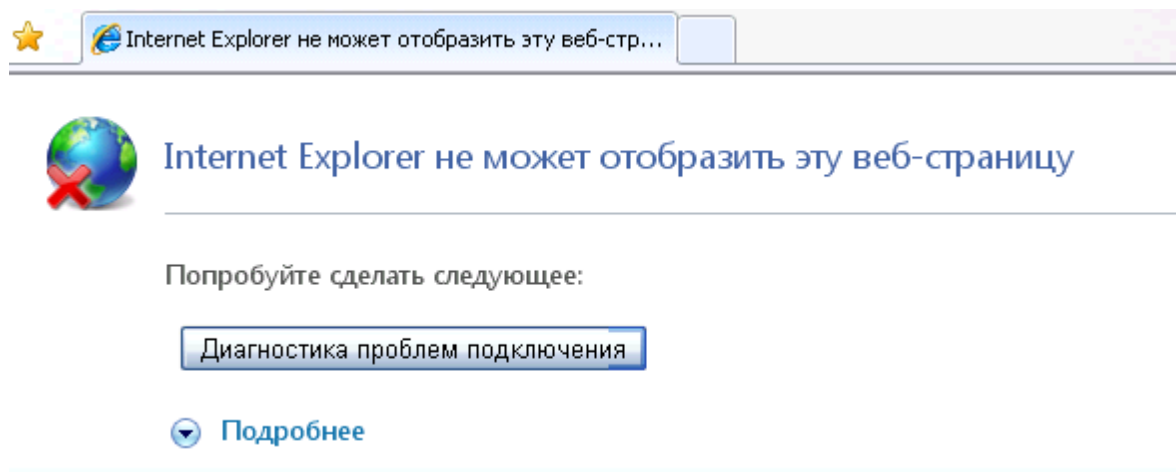 Internet Explorer не может отобразить эту веб-стр...
Internet Explorer не может отобразить эту веб-страницу
Попробуйте сделать следующее:
Диагностика проблем подключения
Подробнее